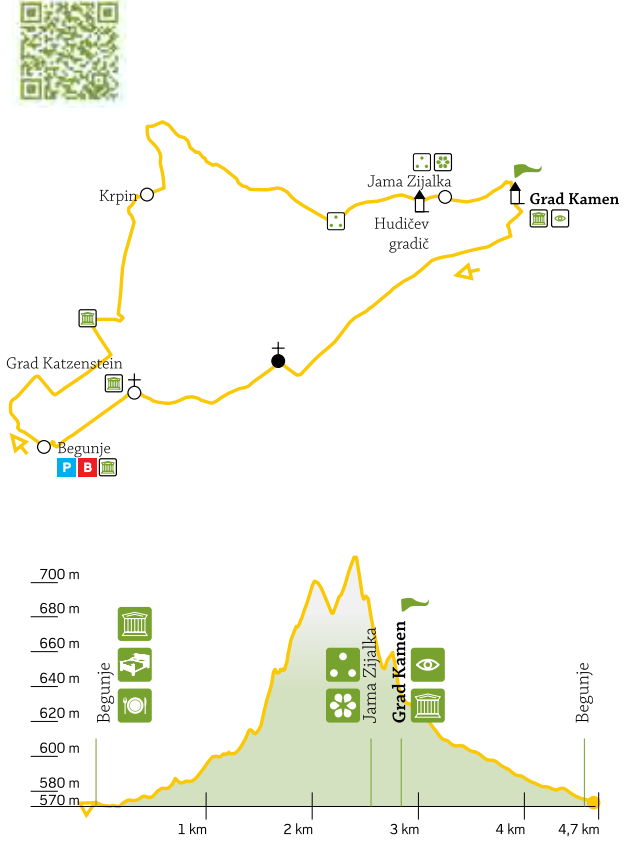 Jama Zijalka
Krpin
Grad Kamen
Hudičev
gradič
Grad Katzenstein
Begunje
P B
700 m
680 m
660 m
640 m
620 m
600 m
580 m
570 m
Begunje
Jama Zijalka
Grad Kamen
Begunje
1 km
2 km
3 km
4 km
4,7 km